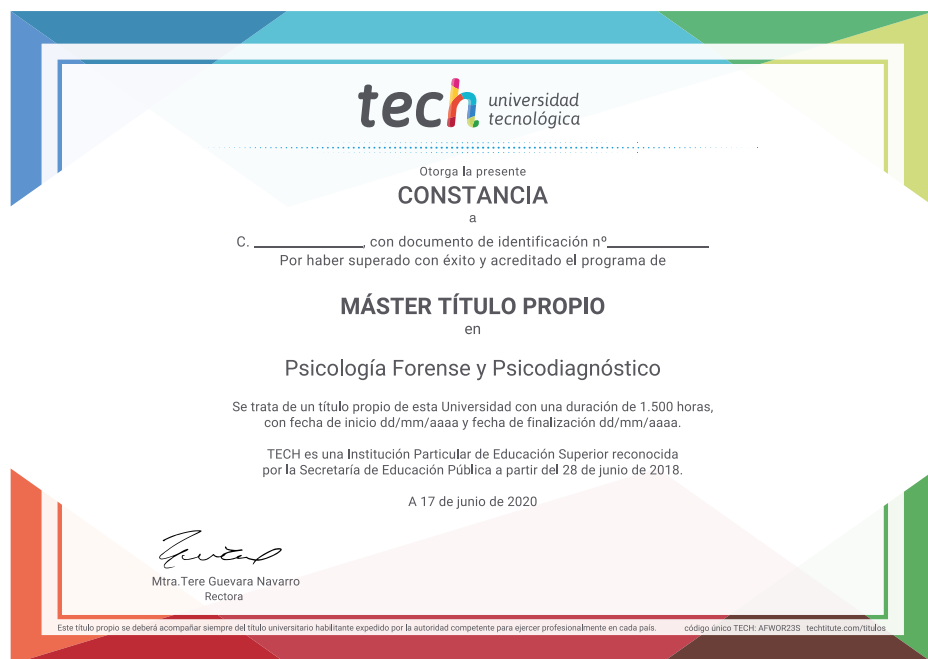 tech universidad
tecnológica
Otorga la presente
CONSTANCIA
a
C. ______________, con documento de identificación nº_____________
Por haber superado con éxito y acreditado el programa de
MÁSTER TÍTULO PROPIO
en
Psicología Forense y Psicodiagnóstico
Se trata de un título propio de esta Universidad con una duración de 1.500 horas,
con fecha de inicio dd/mm/aaaa y fecha de finalización dd/mm/aaaa.
TECH es una Institución Particular de Educación Superior reconocida
por la Secretaría de Educación Pública a partir del 28 de junio de 2018.
A 17 de junio de 2020
Mtra.Tere Guevara Navarro
Rectora
Este título propio se deberá acompañar siempre del título universitario habilitante expedido por la autoridad competente para ejercer profesionalmente en cada país. código único TECH: AFWOR23S techtitute.com/titulos